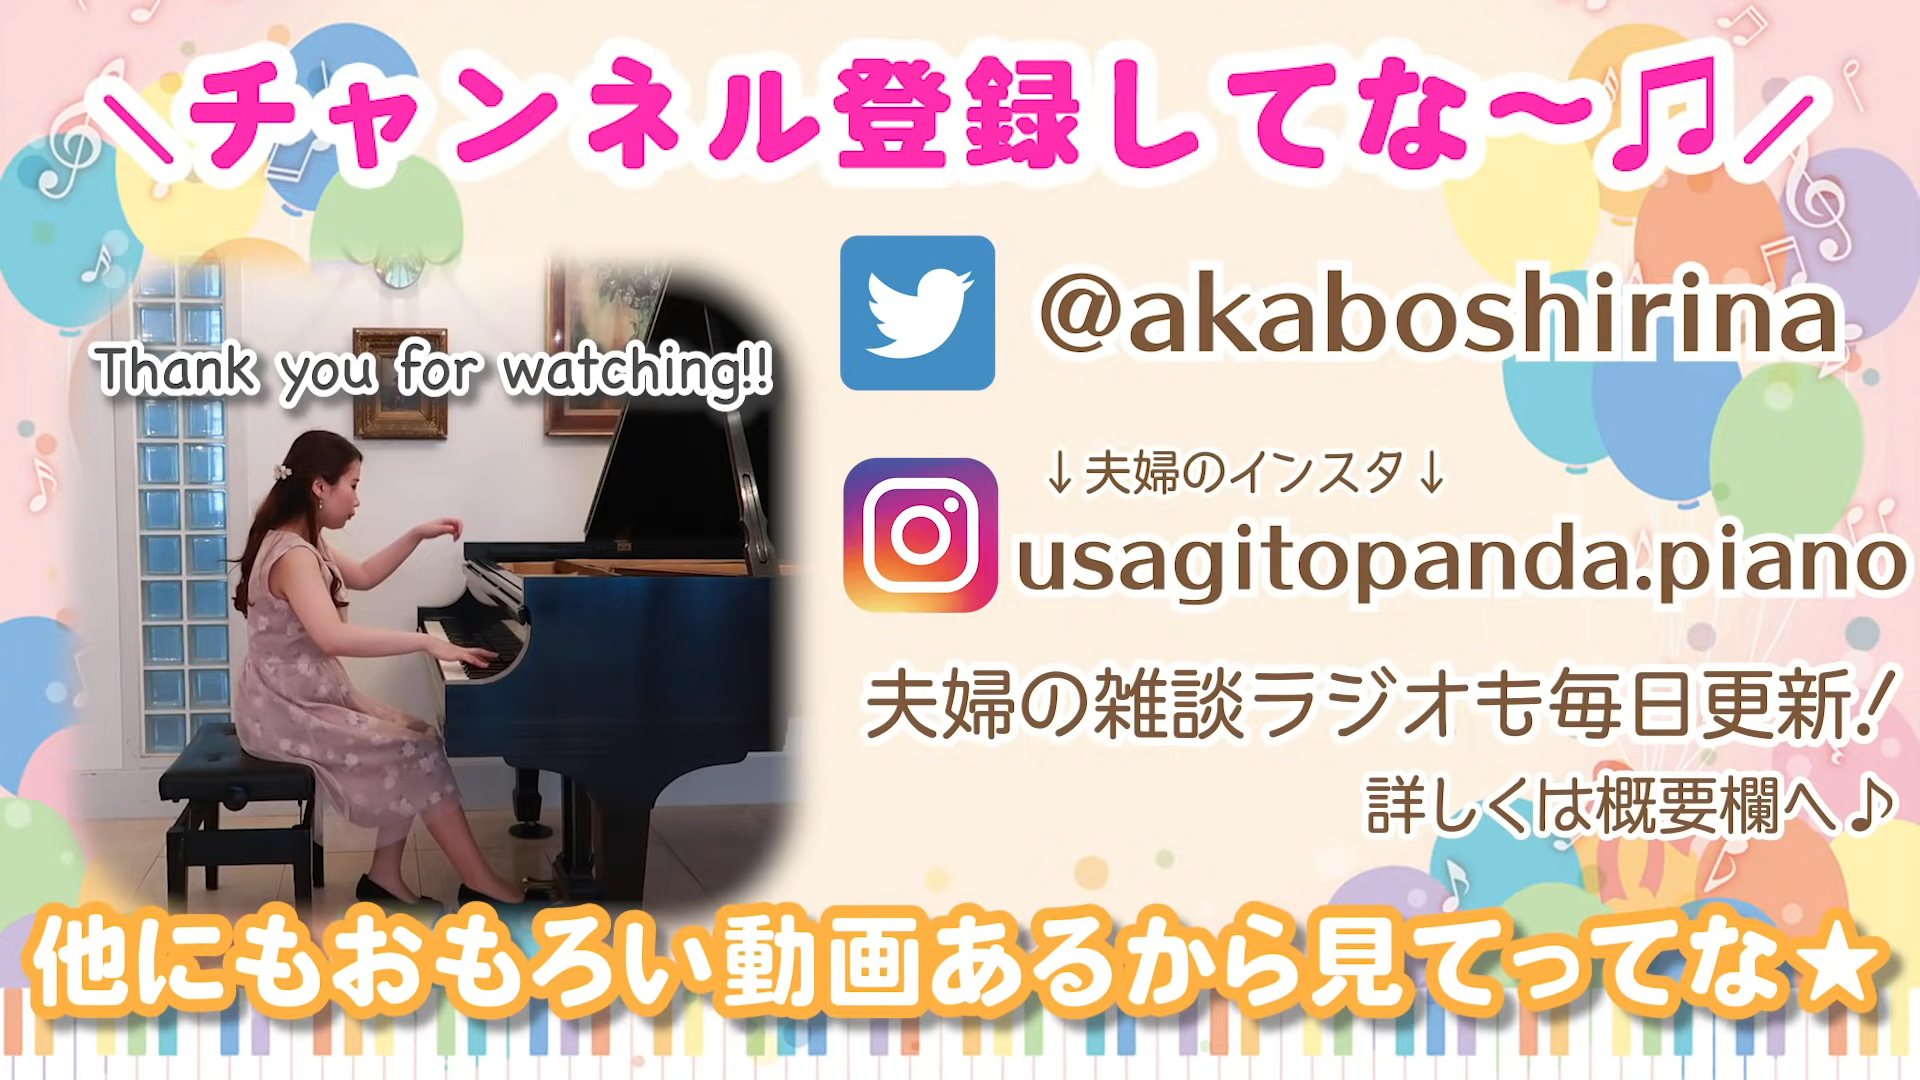 \チャンネル登録してな〜♫/
@akaboshirina
Thank you for watching!!
↓夫婦のインスタ↓
usagitopanda.piano
夫婦の雑談ラジオも毎日更新!
詳しくは概要欄へ♪
他にもおもろい動画あるから見てってな★